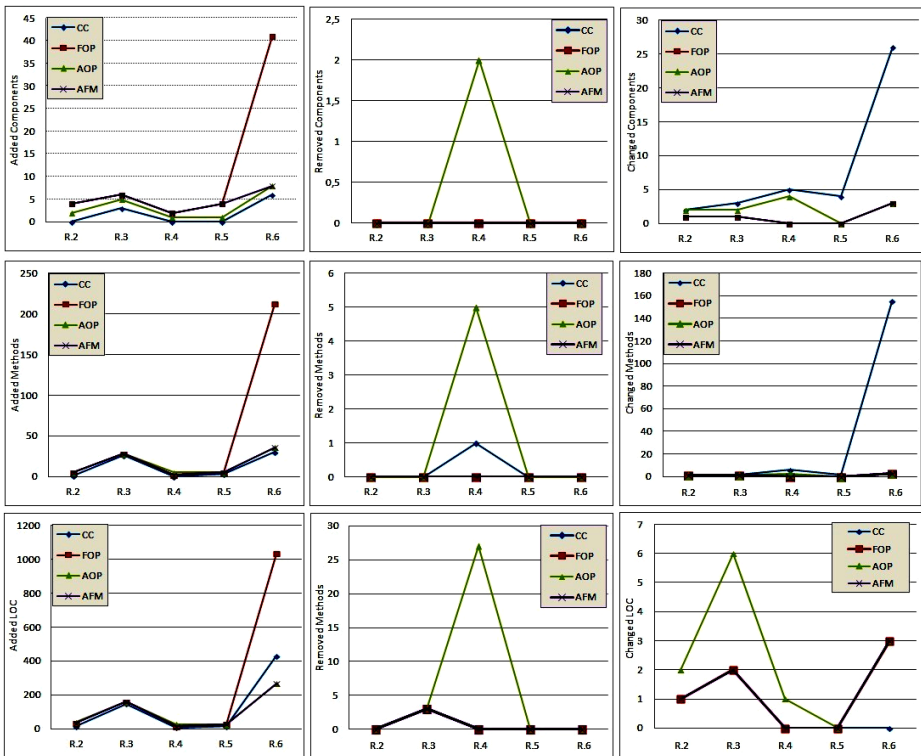 45
40
35
30
25
20
15
10
5
0
Added Components
CC
FOP
AOP
AFM
R.2 R.3 R.4 R.5 R.6
2,5
2
1,5
1
0,5
0
Removed Components
CC
FOP
AOP
AFM
R.2 R.3 R.4 R.5 R.6
30
25
20
15
10
5
0
Changed Components
CC
FOP
AOP
AFM
R.2 R.3 R.4 R.5 R.6
250
200
150
100
50
0
Added Methods
CC
FOP
AOP
AFM
R.2 R.3 R.4 R.5 R.6
6
5
4
3
2
1
0
Removed Methods
CC
FOP
AOP
AFM
R.2 R.3 R.4 R.5 R.6
180
160
140
120
100
80
60
40
20
0
Changed Methods
CC
FOP
AOP
AFM
R.2 R.3 R.4 R.5 R.6
1200
1000
800
600
400
200
0
Added LOC
CC
FOP
AOP
AFM
R.2 R.3 R.4 R.5 R.6
30
25
20
15
10
5
0
Removed Methods
CC
FOP
AOP
AFM
R.2 R.3 R.4 R.5 R.6
7
6
5
4
3
2
1
0
Changed LOC
CC
FOP
AOP
AFM
R.2 R.3 R.4 R.5 R.6